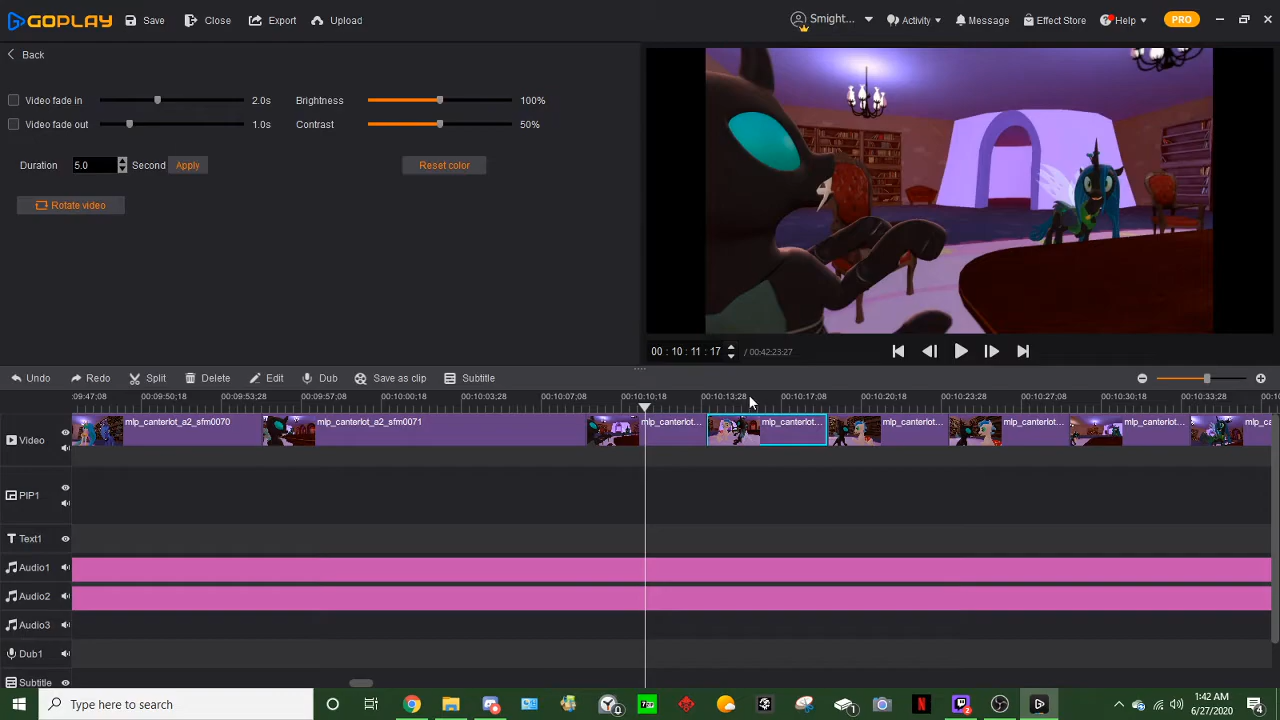 GOPLAY Save Close Export Upload Smight... Activity Message Effect Store Help PRO
Back
Video fade in 2.0s Brightness 100%
Video fade out 1.0s Contrast 50%
Duration 5.0 Second Apply Reset color
Rotate video
00 : 10 : 11 : 17 / 00:42:23:27
Undo Redo Split Delete Edit Dub Save as clip Subtitle
:09:47;08 00:09:50;18 00:09:53;28 00:09:57;08 00:10:00;18 00:10:03;28 00:10:07;08 00:10:10;18 00:10:13;28 00:10:17;08 00:10:20;18 00:10:23;28 00:10:27;08 00:10:30;18 00:10:33;28 00:10
Video mlp_canterlot_a2_sfm0070 mlp_canterlot_a2_sfm0071 mlp_canterlot... mlp_canterlot... mlp_canterlot... mlp_canterlot... mlp_canterlot... mlp_c
PIP1
Text1
Audio1
Audio2
Audio3
Dub1
Subtitle
Type here to search
1:42 AM
6/27/2020